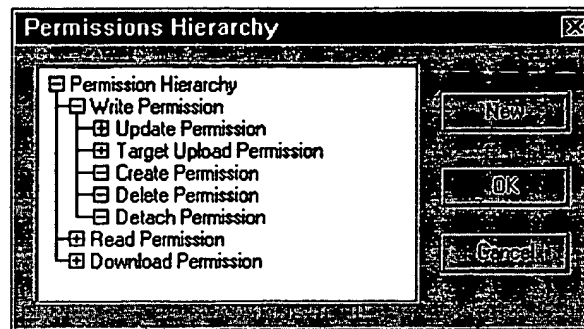 Permissions Hierarchy
Permission Hierarchy
Write Permission
Update Permission
Target Upload Permission
Create Permission
Delete Permission
Detach Permission
Read Permission
Download Permission
New
OK
Cancel